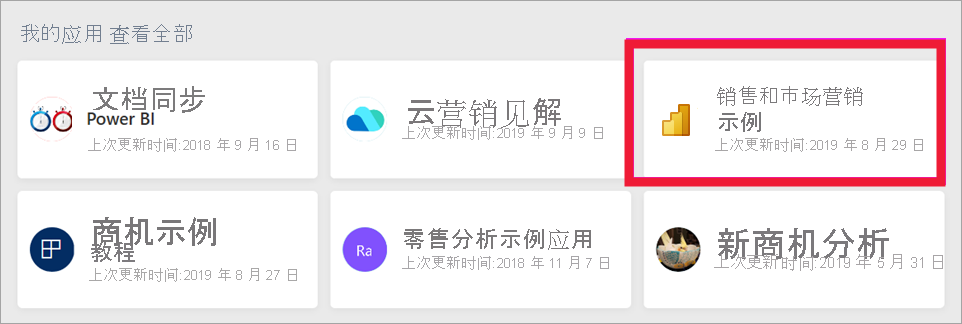 我的应用 查看全部
文档同步
Power BI
上次更新时间:2018 年 9 月 16 日
云营销见解
上次更新时间:2019 年 9 月 9 日
销售和市场营销
示例
上次更新时间:2019 年 8 月 29 日
商机示例
教程
上次更新时间:2019 年 8 月 27 日
Ra
零售分析示例应用
上次更新时间:2018 年 11 月 7 日
新商机分析
上次更新时间:2019 年 5 月 31 日